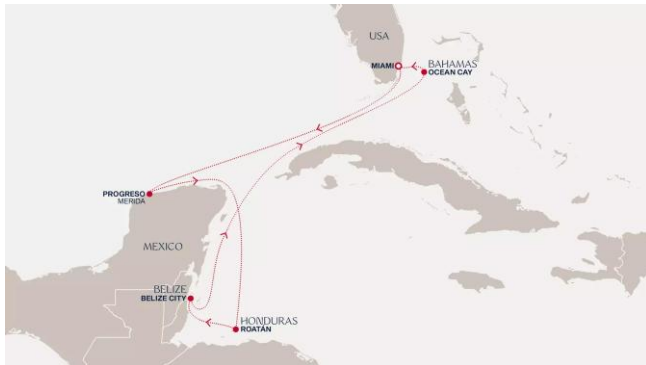 USA
MIAMI
BAHAMAS
OCEAN CAY
PROGRESO
MERIDA
MEXICO
BELIZE
BELIZE CITY
HONDURAS
ROATÁN